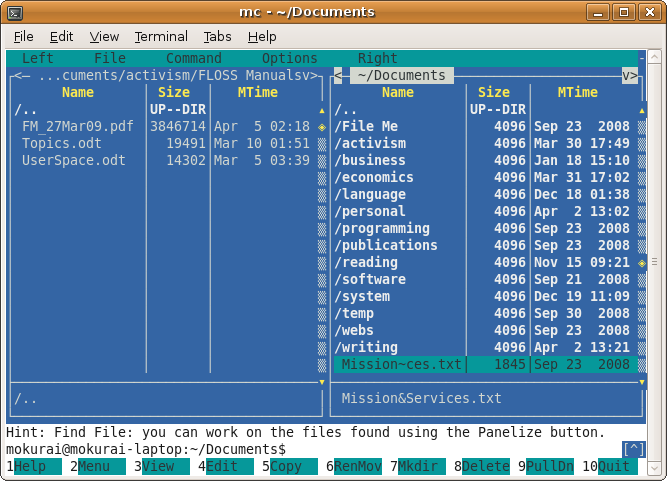 mc - ~/Documents
File Edit View Terminal Tabs Help
Left File Command Options Right
<─ ...cuments/activism/FLOSS Manualsv> <─ ~/Documents v>
Name Size MTime Name Size MTime
/.. UP--DIR /.. UP--DIR
FM_27Mar09.pdf 3846714 Apr 5 02:18 /File Me 4096 Sep 23 2008
Topics.odt 19491 Mar 10 01:51 /activism 4096 Mar 30 17:49
UserSpace.odt 14302 Mar 5 03:39 /business 4096 Jan 18 15:10
/economics 4096 Mar 31 17:02
/language 4096 Dec 18 01:38
/personal 4096 Apr 2 13:02
/programming 4096 Sep 23 2008
/publications 4096 Sep 23 2008
/reading 4096 Nov 15 09:21
/software 4096 Sep 21 2008
/system 4096 Dec 19 11:09
/temp 4096 Sep 30 2008
/webs 4096 Sep 23 2008
/writing 4096 Apr 2 13:21
Mission~ces.txt 1845 Sep 23 2008
/.. Mission&Services.txt
Hint: Find File: you can work on the files found using the Panelize button.
mokurai@mokurai-laptop:~/Documents$ [^]
1Help 2Menu 3View 4Edit 5Copy 6RenMov 7Mkdir 8Delete 9PullDn 10Quit